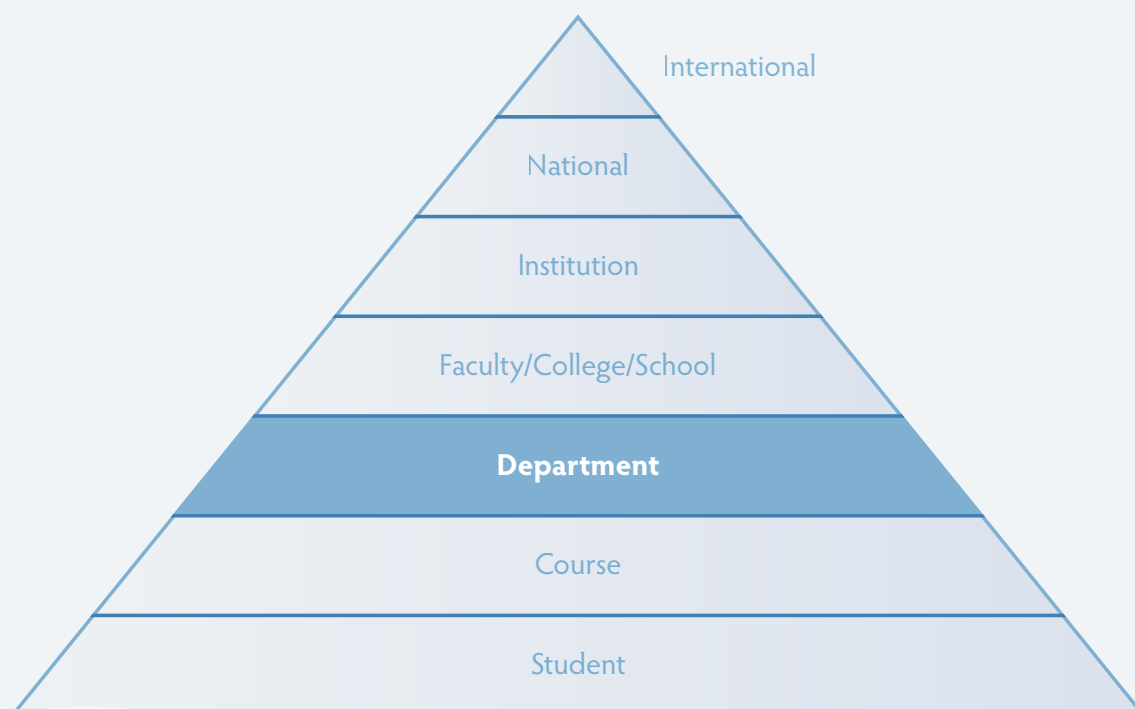 International
National
Institution
Faculty/College/School
Department
Course
Student